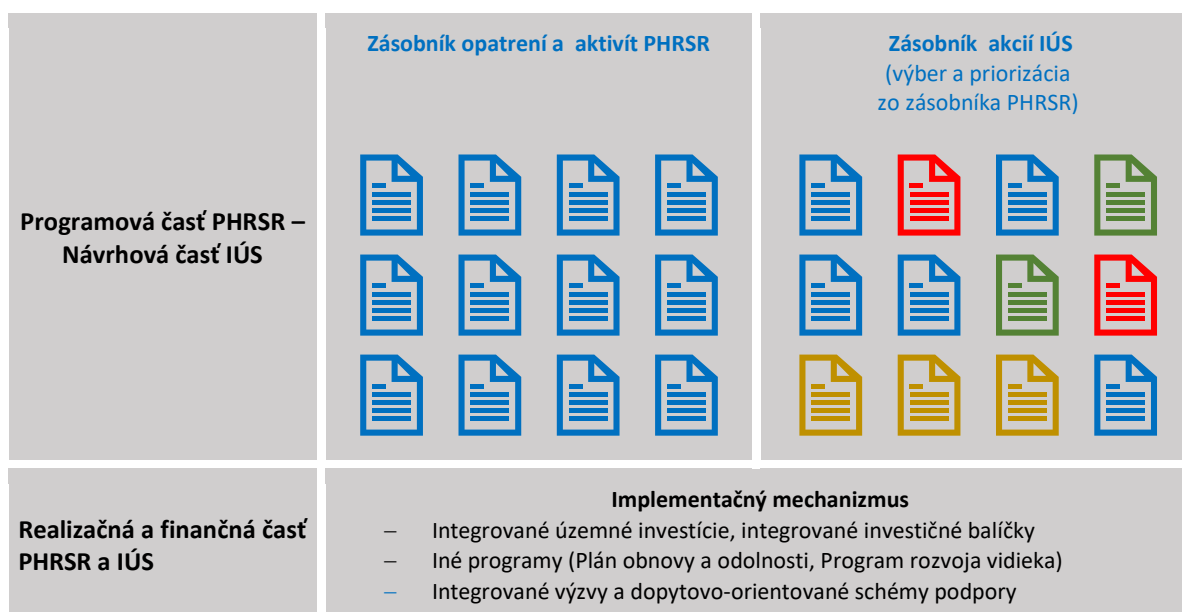 Zásobník opatrení a  aktivít PHRSR
Zásobník  akcií IÚS
(výber a priorizácia
zo zásobníka PHRSR)
Programová časť PHRSR –
Návrhová časť IÚS
Realizačná a finančná časť
PHRSR a IÚS
Implementačný mechanizmus
– Integrované územné investície, integrované investičné balíčky
– Iné programy (Plán obnovy a odolnosti, Program rozvoja vidieka)
– Integrované výzvy a dopytovo-orientované schémy podpory